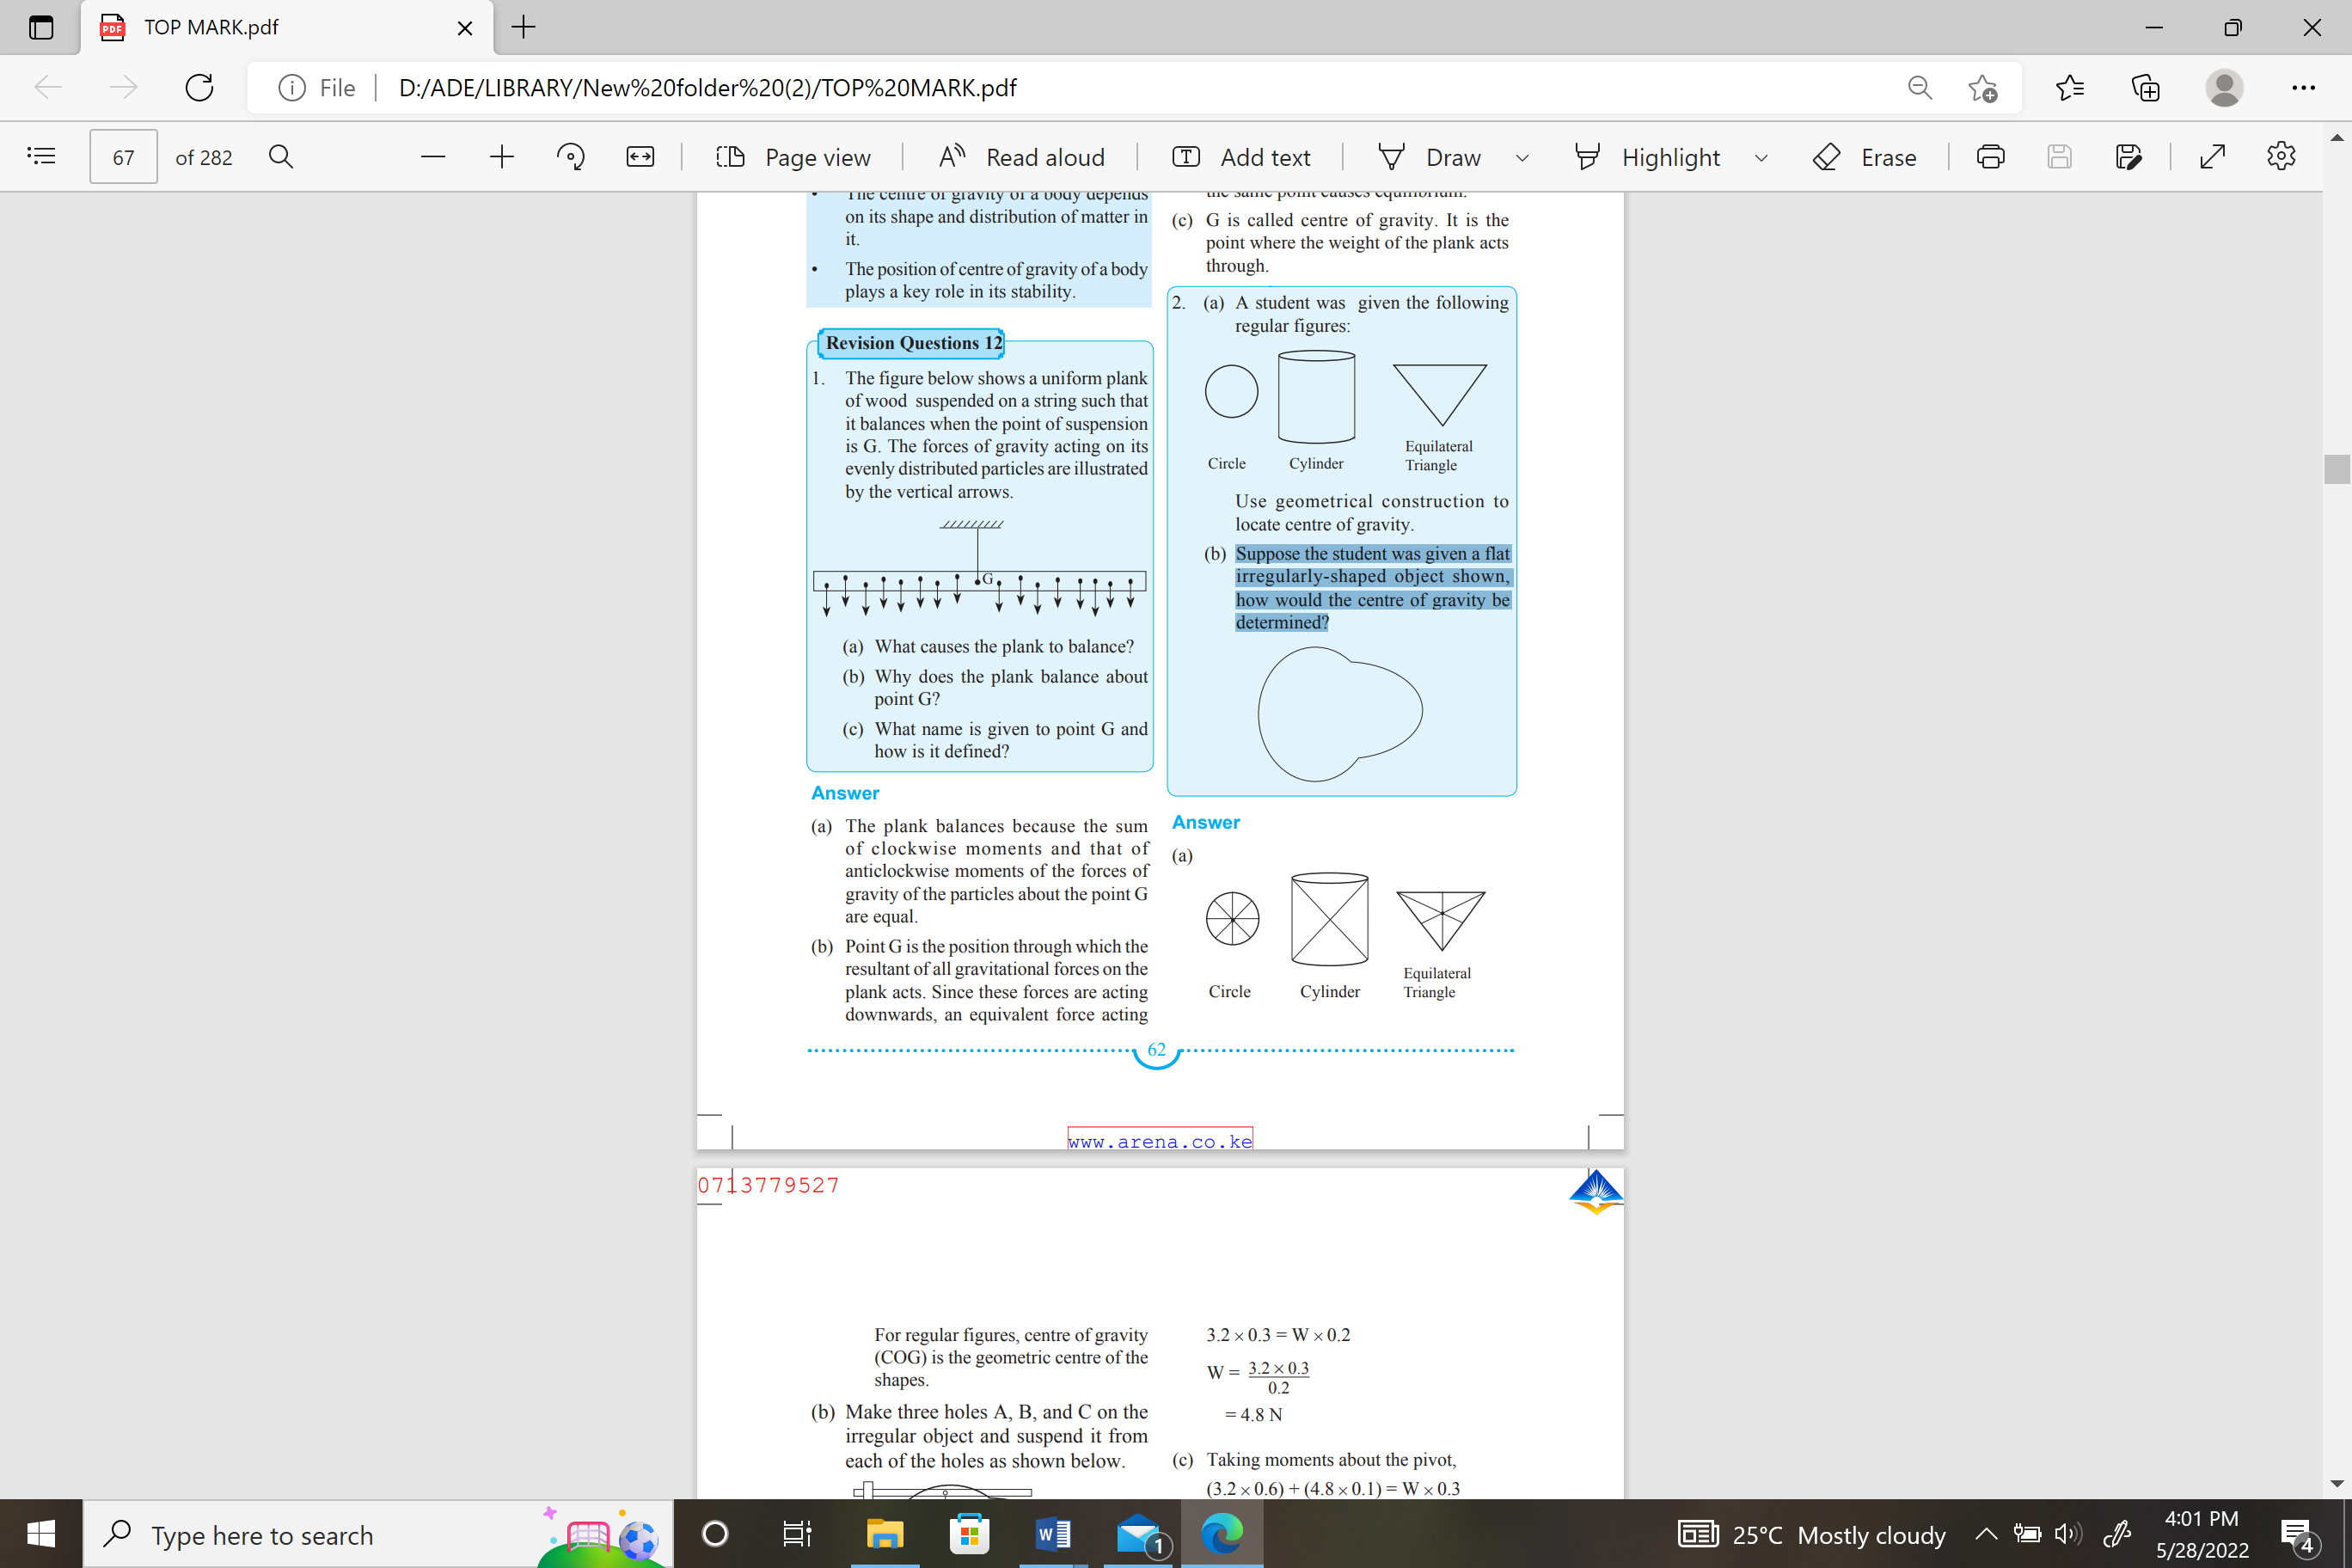 TOP MARK.pdf
File
D:/ADE/LIBRARY/New%20folder%20(2)/TOP%20MARK.pdf
67 of 282
Page view
Read aloud
Add text
Draw
Highlight
Erase
• The centre of gravity of a body depends
on its shape and distribution of matter in
it.
• The position of centre of gravity of a body
plays a key role in its stability.
Revision Questions 12
1. The figure below shows a uniform plank
of wood suspended on a string such that
it balances when the point of suspension
is G. The forces of gravity acting on its
evenly distributed particles are illustrated
by the vertical arrows.
G
(a) What causes the plank to balance?
(b) Why does the plank balance about
point G?
(c) What name is given to point G and
how is it defined?
Answer
(a) The plank balances because the sum
of clockwise moments and that of
anticlockwise moments of the forces of
gravity of the particles about the point G
are equal.
(b) Point G is the position through which the
resultant of all gravitational forces on the
plank acts. Since these forces are acting
downwards, an equivalent force acting
the same point causes equilibrium.
(c) G is called centre of gravity. It is the
point where the weight of the plank acts
through.
2. (a) A student was given the following
regular figures:
Circle
Cylinder
Equilateral
Triangle
Use geometrical construction to
locate centre of gravity.
(b) Suppose the student was given a flat
irregularly-shaped object shown,
how would the centre of gravity be
determined?
Answer
(a)
Circle
Cylinder
Equilateral
Triangle
62
www.arena.co.ke
0713779527
For regular figures, centre of gravity
(COG) is the geometric centre of the
shapes.
(b) Make three holes A, B, and C on the
irregular object and suspend it from
each of the holes as shown below.
3.2 × 0.3 = W × 0.2
W = 3.2 × 0.3
0.2
= 4.8 N
(c) Taking moments about the pivot,
(3.2 × 0.6) + (4.8 × 0.1) = W × 0.3
Type here to search
1
25°C Mostly cloudy
4:01 PM
5/28/2022
4